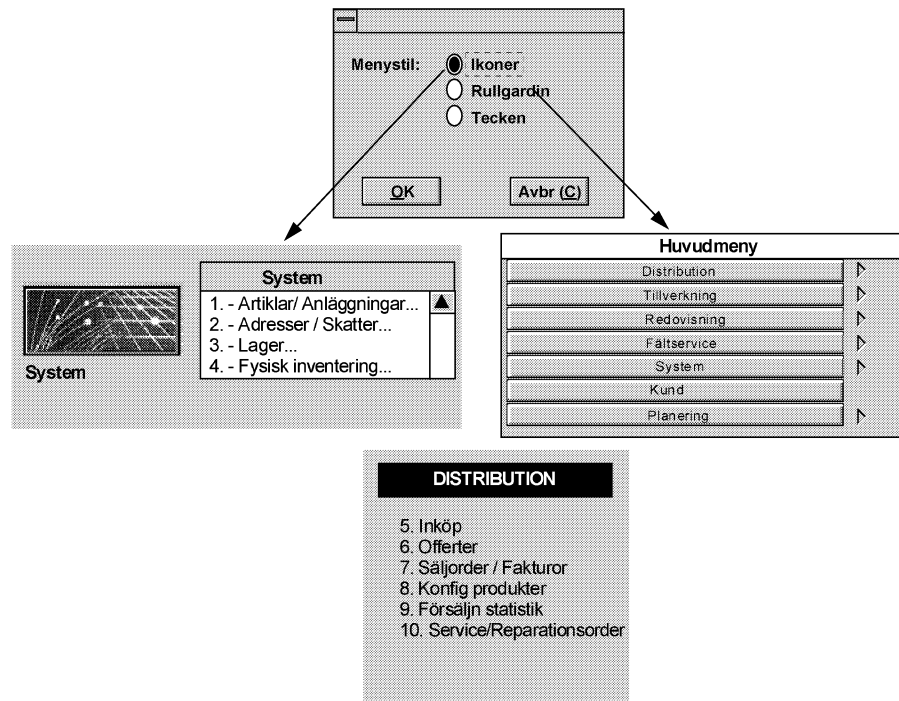 Menystil: Ikoner
Rullgardin
Tecken
OK Avbr (C)
System
System
1. - Artiklar/ Anläggningar...
2. - Adresser / Skatter...
3. - Lager...
4. - Fysisk inventering...
Huvudmeny
Distribution
Tillverkning
Redovisning
Fältservice
System
Kund
Planering
DISTRIBUTION
5. Inköp
6. Offerter
7. Säljorder / Fakturor
8. Konfig produkter
9. Försäljn statistik
10. Service/Reparationsorder